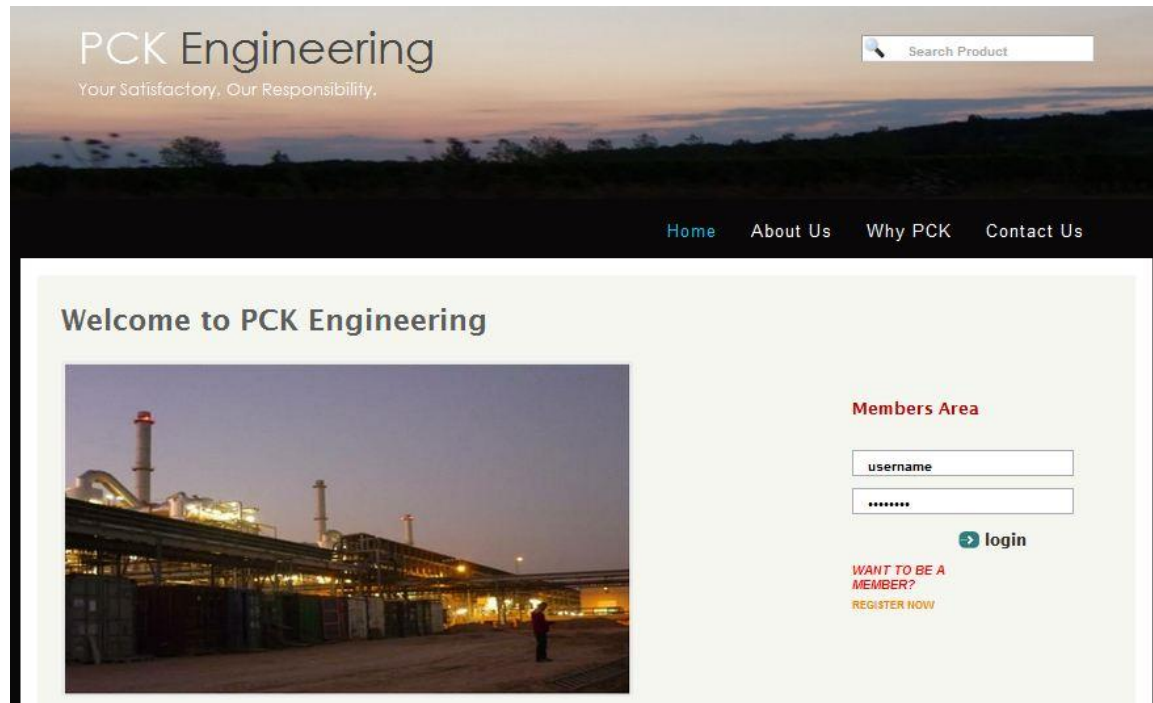 PCK Engineering
Search Product
Your Satisfactory, Our Responsibility.
Home About Us Why PCK Contact Us
Welcome to PCK Engineering
Members Area
username
••••••••
login
WANT TO BE A
MEMBER?
REGISTER NOW